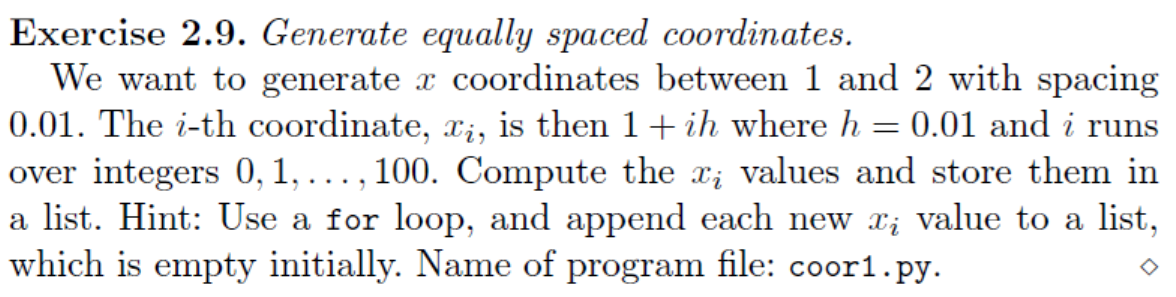 Exercise 2.9. Generate equally spaced coordinates.
We want to generate x coordinates between 1 and 2 with spacing
0.01. The i-th coordinate, xᵢ, is then 1 + ih where h = 0.01 and i runs
over integers 0, 1, . . . , 100. Compute the xᵢ values and store them in
a list. Hint: Use a for loop, and append each new xᵢ value to a list,
which is empty initially. Name of program file: coor1.py. ⋄